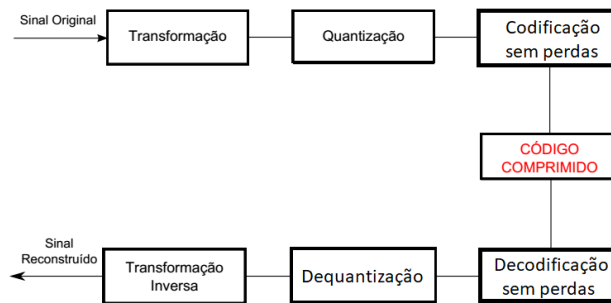 Sinal Original
Transformação
Quantização
Codificação
sem perdas
CÓDIGO
COMPRIMIDO
Sinal
Reconstruído
Transformação
Inversa
Dequantização
Decodificação
sem perdas